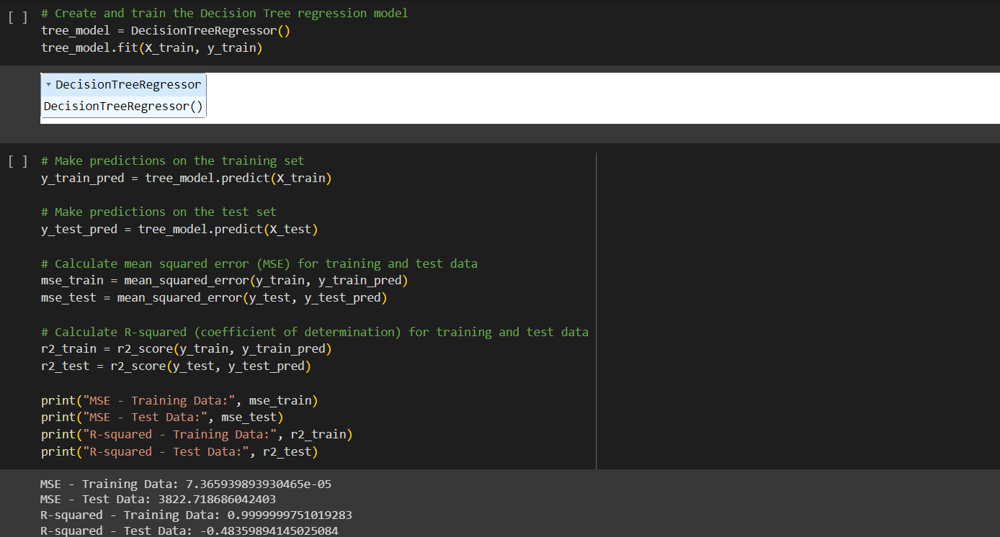 [ ] # Create and train the Decision Tree regression model
tree_model = DecisionTreeRegressor()
tree_model.fit(X_train, y_train)
▾ DecisionTreeRegressor
DecisionTreeRegressor()
[ ] # Make predictions on the training set
y_train_pred = tree_model.predict(X_train)
# Make predictions on the test set
y_test_pred = tree_model.predict(X_test)
# Calculate mean squared error (MSE) for training and test data
mse_train = mean_squared_error(y_train, y_train_pred)
mse_test = mean_squared_error(y_test, y_test_pred)
# Calculate R-squared (coefficient of determination) for training and test data
r2_train = r2_score(y_train, y_train_pred)
r2_test = r2_score(y_test, y_test_pred)
print("MSE - Training Data:", mse_train)
print("MSE - Test Data:", mse_test)
print("R-squared - Training Data:", r2_train)
print("R-squared - Test Data:", r2_test)
MSE - Training Data: 7.365939893930465e-05
MSE - Test Data: 3822.718686042403
R-squared - Training Data: 0.9999999751019283
R-squared - Test Data: -0.48359894145025084